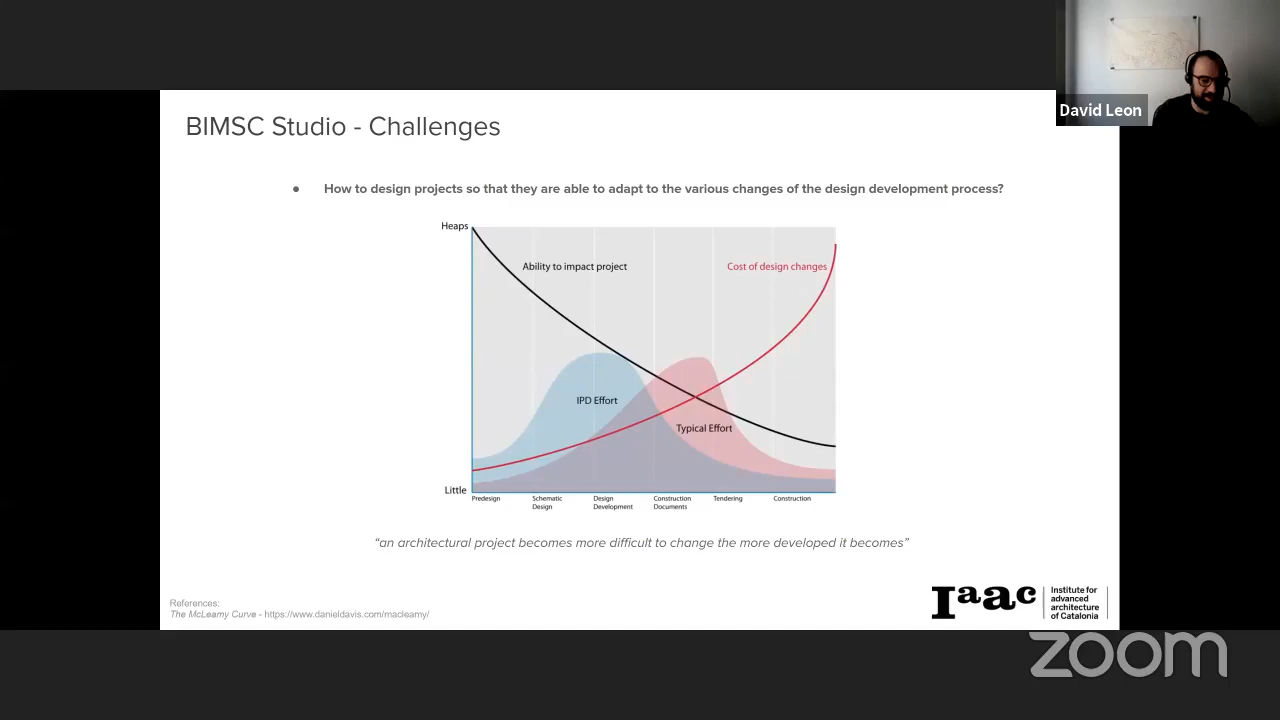 David Leon
BIMSC Studio - Challenges
● How to design projects so that they are able to adapt to the various changes of the design development process?
Heaps
Ability to impact project
Cost of design changes
IPD Effort
Typical Effort
Little
Predesign
Schematic
Design
Design
Development
Construction
Documents
Tendering
Construction
“an architectural project becomes more difficult to change the more developed it becomes”
References:
The McLeamy Curve - https://www.danieldavis.com/macleamy/
Iaac
Institute for
advanced
architecture
of Catalonia
zoom